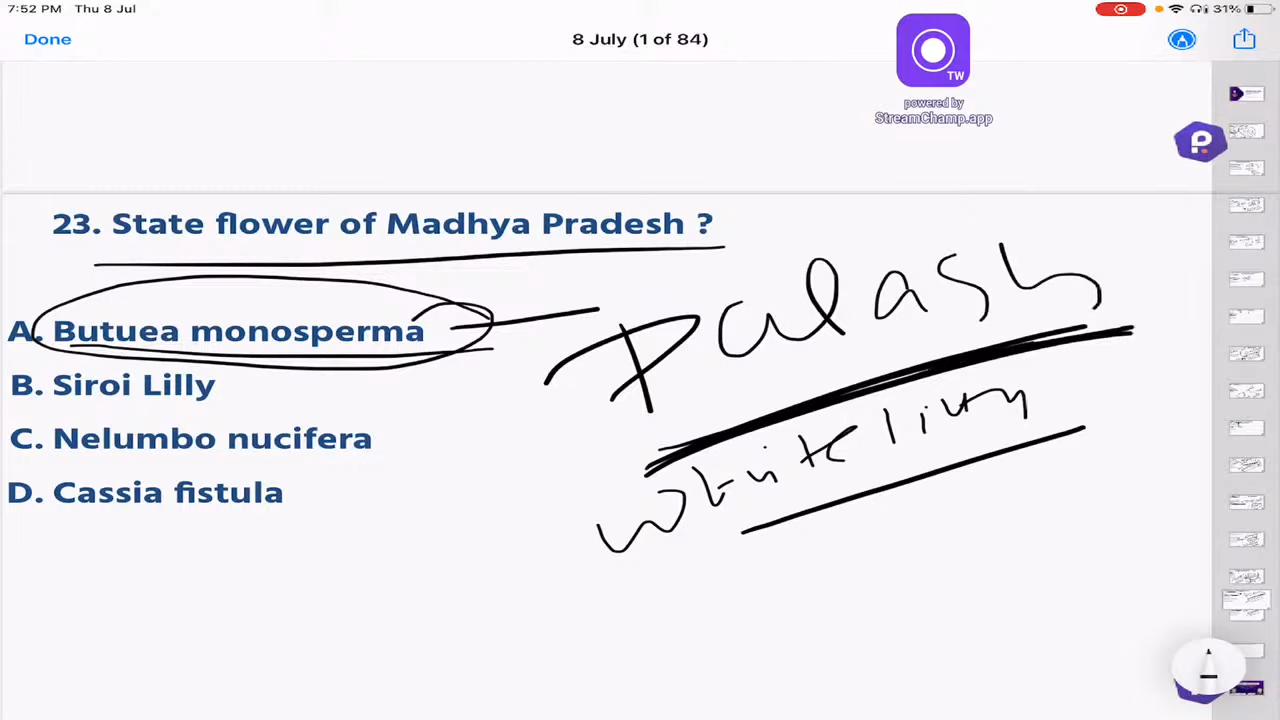 7:52 PM Thu 8 Jul
31%
Done
8 July (1 of 84)
TW
powered by
StreamChamp.app
P
23. State flower of Madhya Pradesh ?
A. Butuea monosperma
B. Siroi Lilly
C. Nelumbo nucifera
D. Cassia fistula
Palash
white lilly